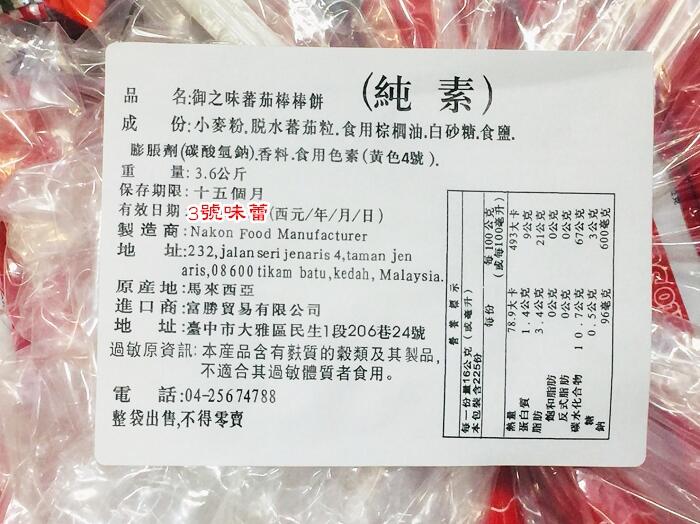 品 名:御之味蕃茄棒棒餅 (純素)
成 份:小麥粉,脱水蕃茄粒.食用棕櫚油.白砂糖.食鹽.
膨脹劑(碳酸氫鈉).香料.食用色素(黃色4號).
重 量:3.6公斤
保存期限:十五個月
有效日期.3號味蕾(西元/年/月/日)
製造商:Nakon Food Manufacturer
地 址:232,jalan seri jenaris 4,taman jen
aris,08600 tikam batu,kedah, Malaysia.
原産地:馬來西亞
進口商:富勝貿易有限公司
地 址:臺中市大雅區民生1段206巷24號
過敏原資訊:本産品含有麩質的穀類及其製品,
不適合其過敏體質者食用。
電 話:04-25674788
整袋出售,不得零賣
營養標示
每一份量16公克(或毫升)
本包裝含225份
每份 每100公克(或每100毫升)
熱量 78.9大卡 493大卡
蛋白質 1.4公克 9公克
脂肪 3.4公克 21公克
飽和脂肪 0公克 0公克
反式脂肪 0公克 0公克
碳水化合物 10.7公克 67公克
糖 0.5公克 3公克
鈉 96毫克 600毫克